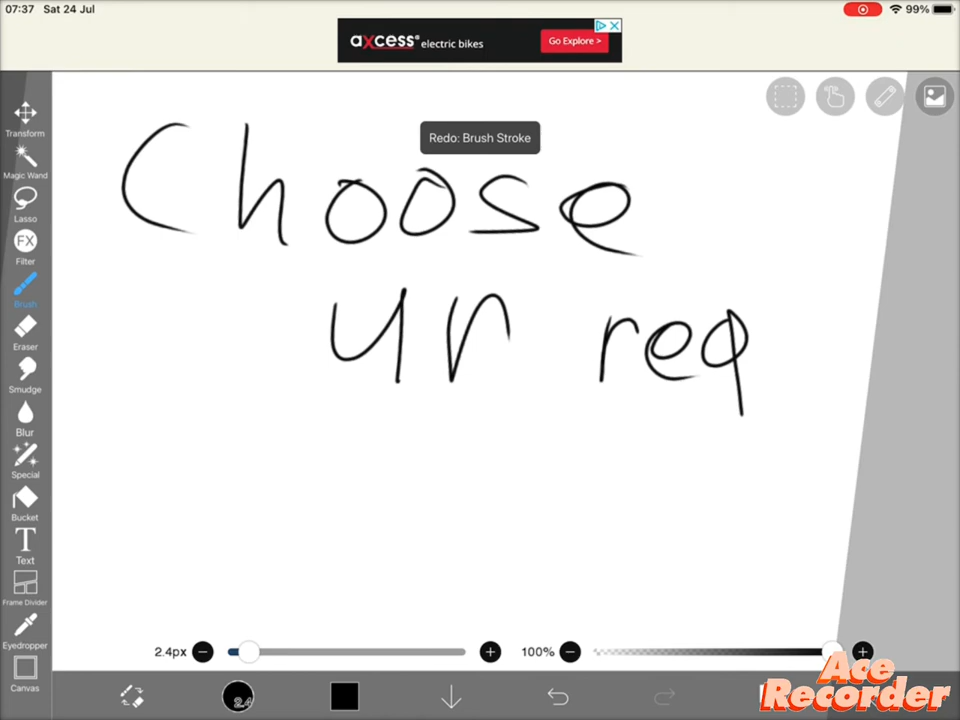 07:37 Sat 24 Jul
99%
axcess® electric bikes
Go Explore >
Redo: Brush Stroke
Choose
ur req
Transform
Magic Wand
Lasso
FX
Filter
Brush
Eraser
Smudge
Blur
Special
Bucket
T
Text
Frame Divider
Eyedropper
Canvas
2.4px
100%
2.4
Ace
Recorder